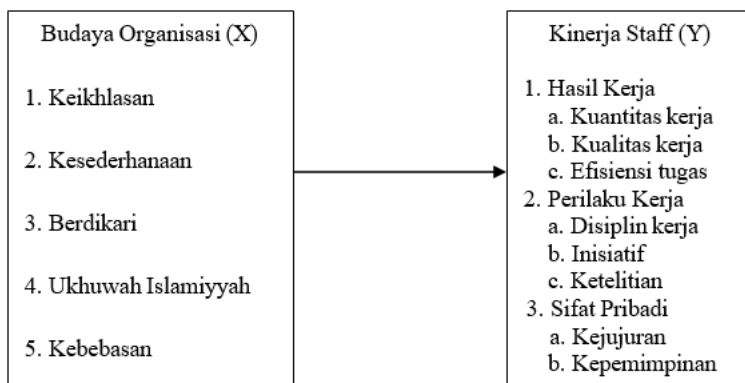 Budaya Organisasi (X)
1. Keikhlasan
2. Kesederhanaan
3. Berdikari
4. Ukhuwah Islamiyyah
5. Kebebasan
Kinerja Staff (Y)
1. Hasil Kerja
a. Kuantitas kerja
b. Kualitas kerja
c. Efisiensi tugas
2. Perilaku Kerja
a. Disiplin kerja
b. Inisiatif
c. Ketelitian
3. Sifat Pribadi
a. Kejujuran
b. Kepemimpinan